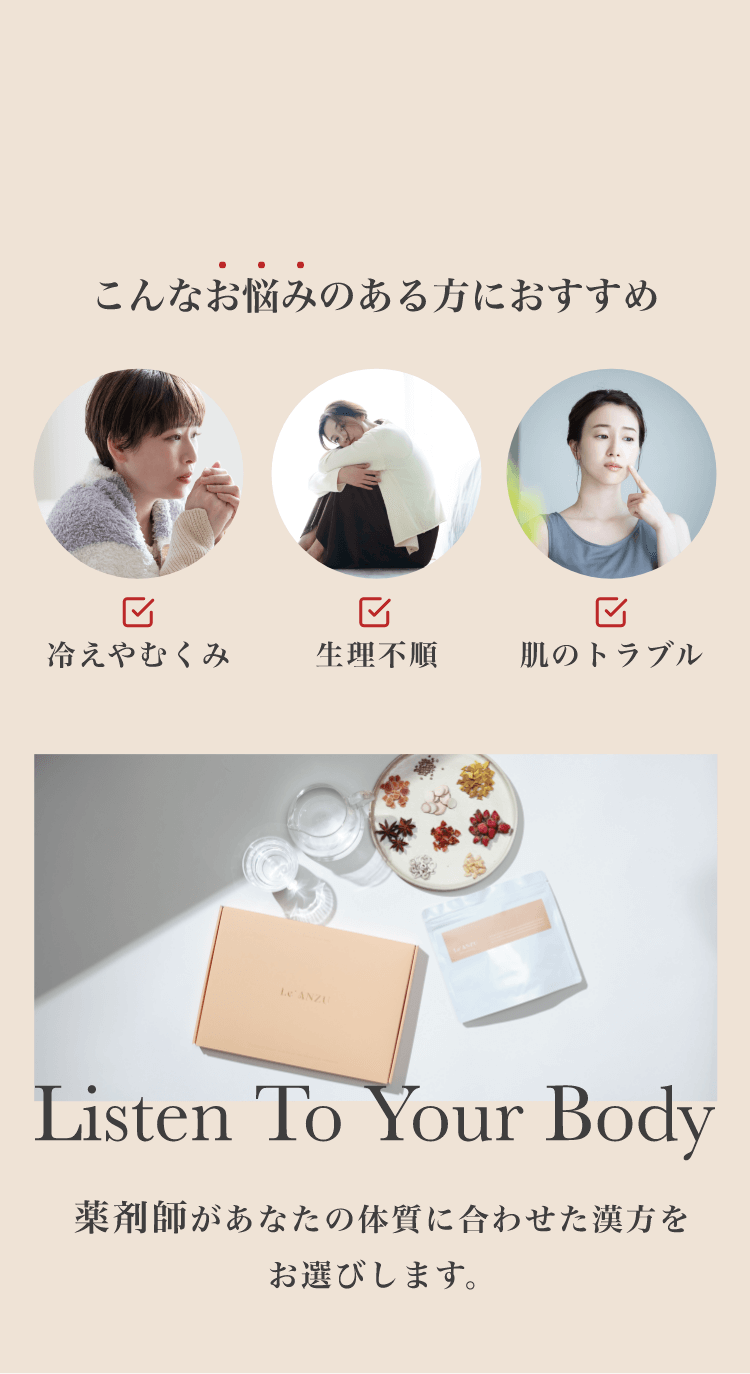 こんなお悩みのある方におすすめ
冷えやむくみ
生理不順
肌のトラブル
Le'ANZU
Listen To Your Body
薬剤師があなたの体質に合わせた漢方を
お選びします。